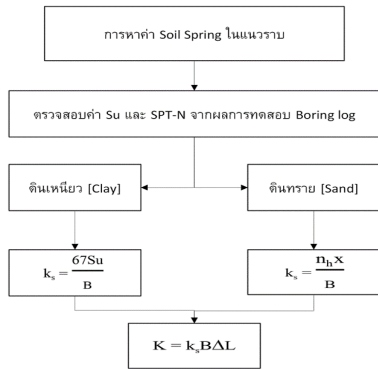 การหาค่า Soil Spring ในแนวราบ
ตรวจสอบค่า Su และ SPT-N จากผลการทดสอบ Boring log
ดินเหนียว [Clay]
ดินทราย [Sand]
kₛ = 67Su / B
kₛ = nₕx / B
K = kₛBΔL